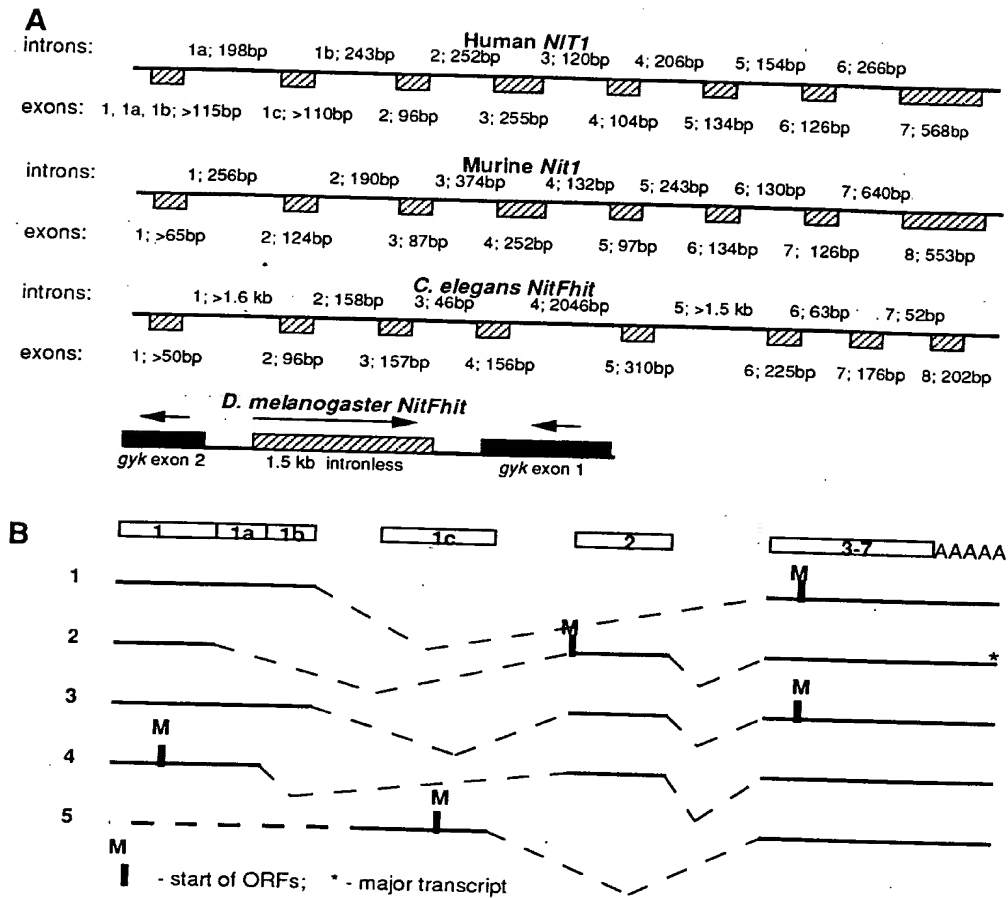 A
Human NIT1
introns: 1a; 198bp 1b; 243bp 2; 252bp 3; 120bp 4; 206bp 5; 154bp 6; 266bp
exons: 1, 1a, 1b; >115bp 1c; >110bp 2; 96bp 3; 255bp 4; 104bp 5; 134bp 6; 126bp 7; 568bp
Murine Nit1
introns: 1; 256bp 2; 190bp 3; 374bp 4; 132bp 5; 243bp 6; 130bp 7; 640bp
exons: 1; >65bp 2; 124bp 3; 87bp 4; 252bp 5; 97bp 6; 134bp 7; 126bp 8; 553bp
C. elegans NitFhit
introns: 1; >1.6 kb 2; 158bp 3; 46bp 4; 2046bp 5; >1.5 kb 6; 63bp 7; 52bp
exons: 1; >50bp 2; 96bp 3; 157bp 4; 156bp 5; 310bp 6; 225bp 7; 176bp 8; 202bp
D. melanogaster NitFhit
gyk exon 2 1.5 kb intronless gyk exon 1
B
1 1a 1b 1c 2 3-7 AAAAA
1 M
2 M *
3 M
4 M
5 M
M
- start of ORFs; * - major transcript